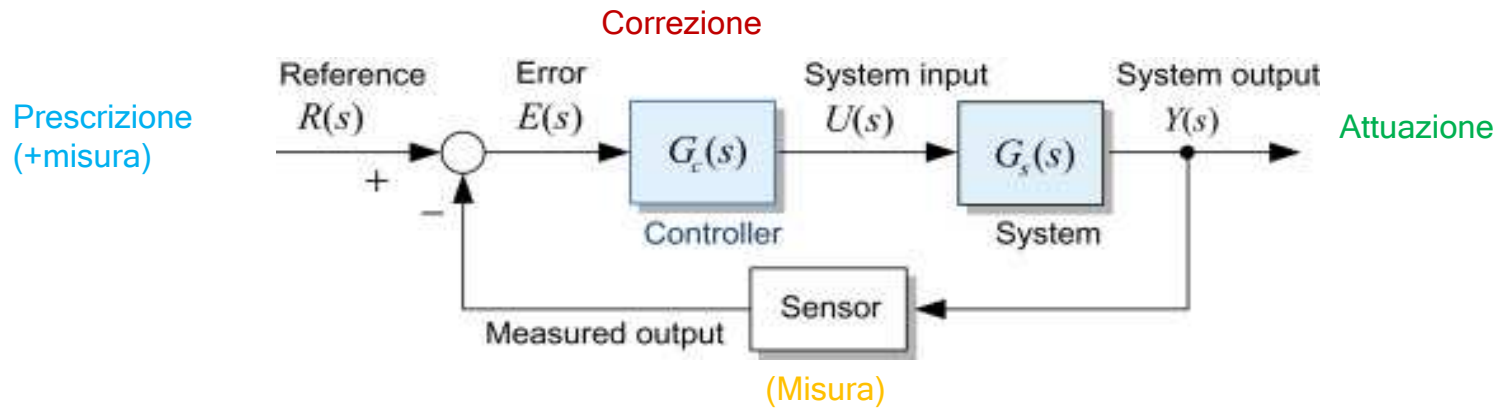 Correzione
Reference
Error
System input
System output
Prescrizione
(+misura)
R(s)
E(s)
U(s)
Y(s)
Attuazione
G_c(s)
G_s(s)
+
−
Controller
System
Sensor
Measured output
(Misura)